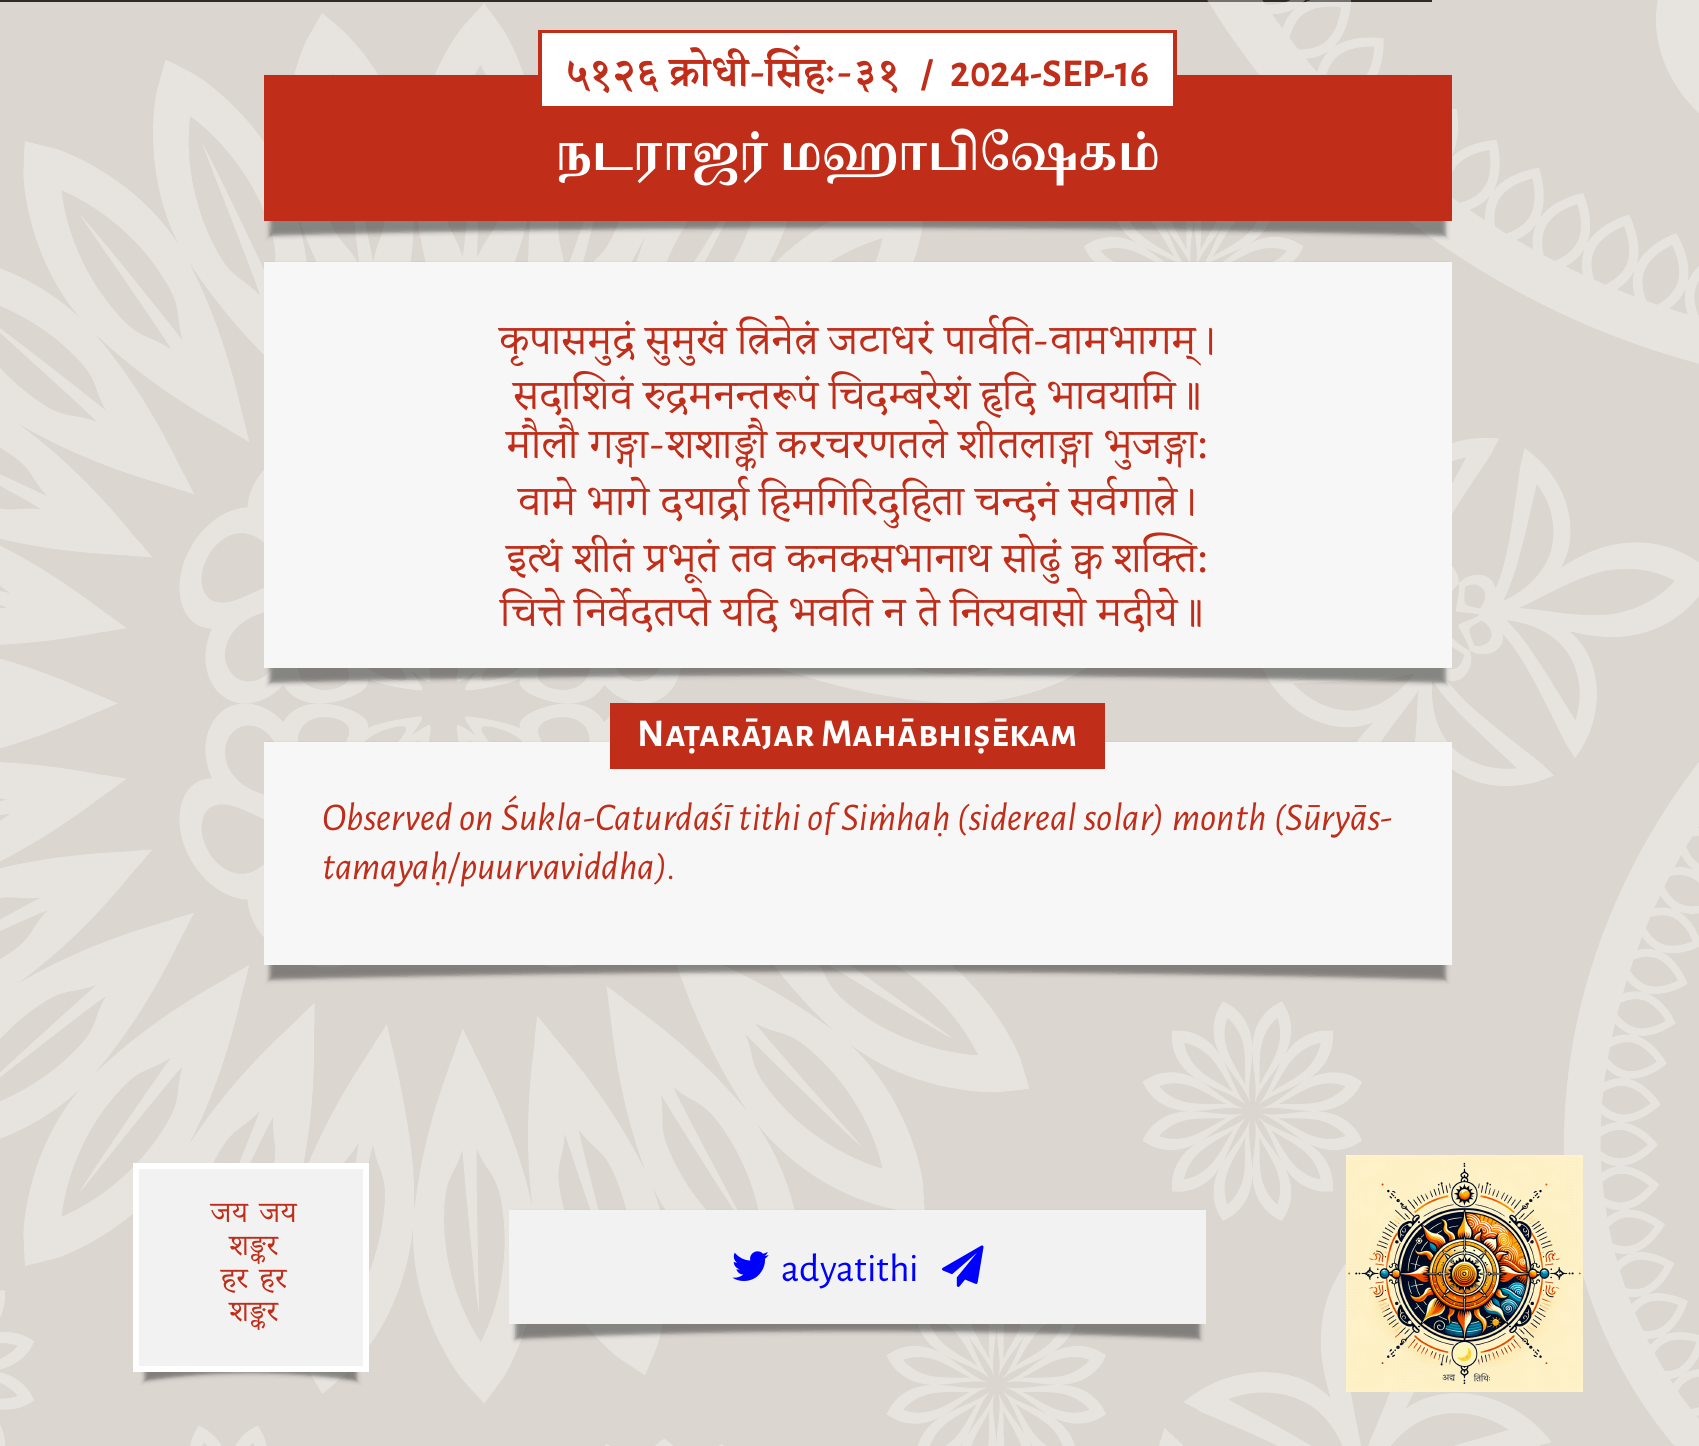 ५१२६ क्रोधी-सिंहः-३१ / 2024-SEP-16
நடராஜர் மஹாபிஷேகம்
कृपासमुद्रं सुमुखं त्रिनेत्रं जटाधरं पार्वति-वामभागम्।
सदाशिवं रुद्रमनन्तरूपं चिदम्बरेशं हृदि भावयामि॥
मौलौ गङ्गा-शशाङ्कौ करचरणतले शीतलाङ्गा भुजङ्गा:
वामे भागे दयार्द्रा हिमगिरिदुहिता चन्दनं सर्वगात्रे।
इत्थं शीतं प्रभूतं तव कनकसभानाथ सोढुं क्व शक्ति:
चित्ते निर्वेदतप्ते यदि भवति न ते नित्यवासो मदीये॥
Naṭarājar Mahābhiṣēkam
Observed on Śukla-Caturdaśī tithi of Siṁhaḥ (sidereal solar) month (Sūryās-
tamayaḥ/puurvaviddha).
जय जय
शङ्कर
हर हर
शङ्कर
adyatithi
अद्य तिथिः